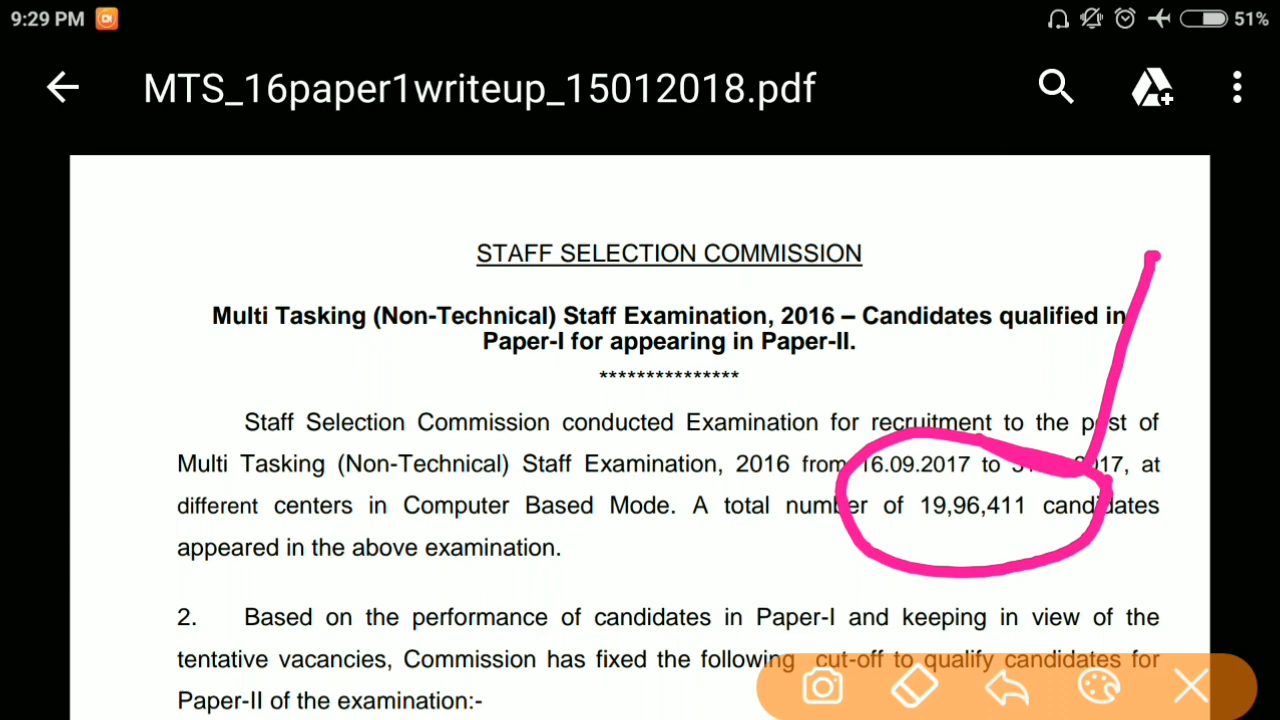 9:29 PM
51%
MTS_16paper1writeup_15012018.pdf
STAFF SELECTION COMMISSION
Multi Tasking (Non-Technical) Staff Examination, 2016 – Candidates qualified in
Paper-I for appearing in Paper-II.
***************
Staff Selection Commission conducted Examination for recruitment to the post of
Multi Tasking (Non-Technical) Staff Examination, 2016 from 16.09.2017 to at
different centers in Computer Based Mode. A total number of 19,96,411 candidates
appeared in the above examination.
2. Based on the performance of candidates in Paper-I and keeping in view of the
tentative vacancies, Commission has fixed the following cut-off to qualify candidates for
Paper-II of the examination:-